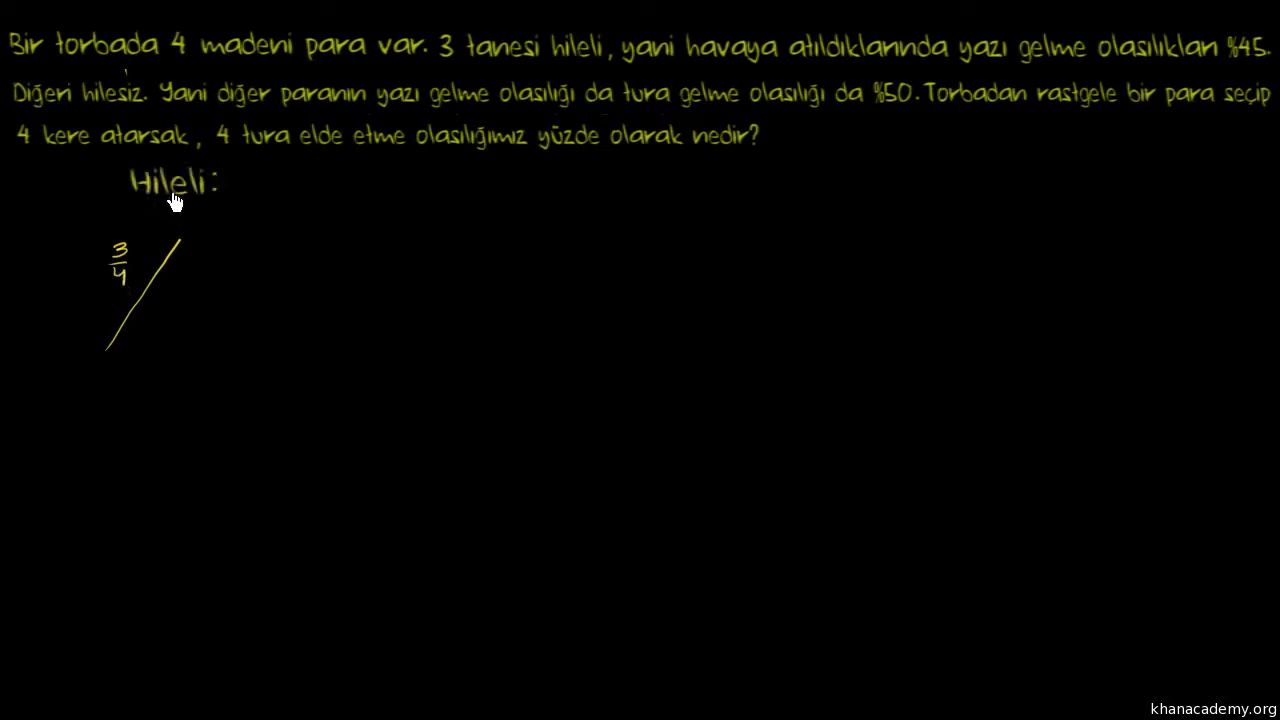 Bir torbada 4 madeni para var. 3 tanesi hileli, yani havaya atıldıklarında yazı gelme olasılıkları %45.
Diğeri hilesiz. Yani diğer paranın yazı gelme olasılığı da tura gelme olasılığı da %50. Torbadan rastgele bir para seçip
4 kere atarsak, 4 tura elde etme olasılığımız yüzde olarak nedir?
Hileli:
3
4
khanacademy.org